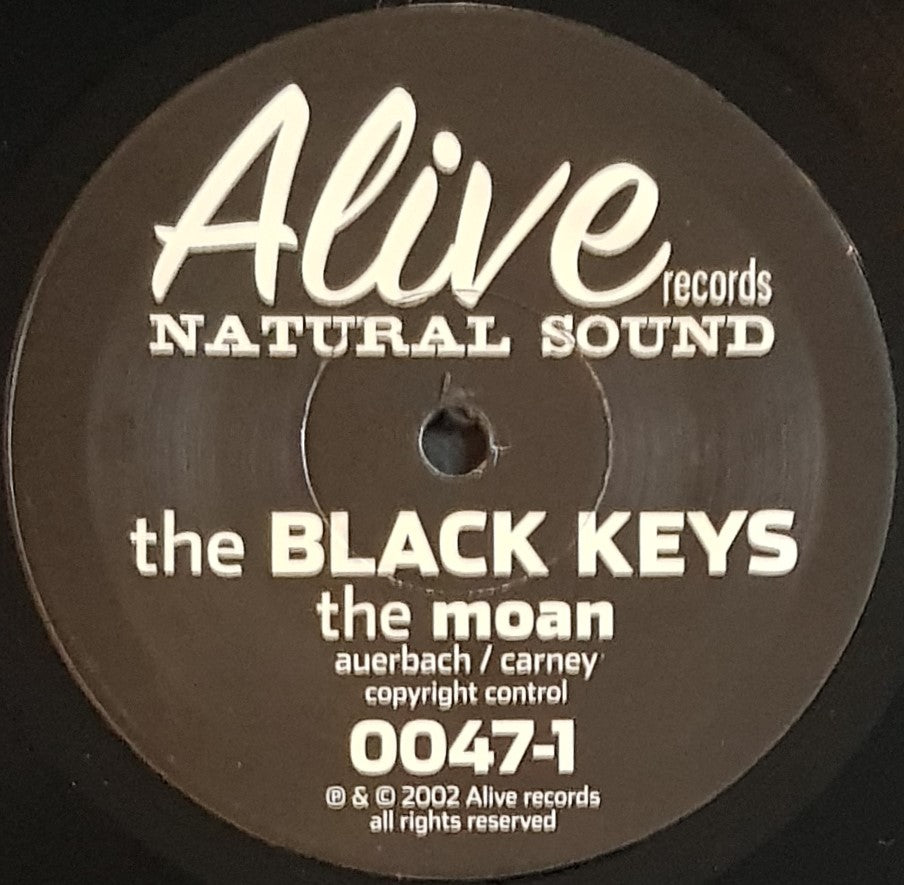 Alive records
NATURAL SOUND
the BLACK KEYS
the moan
auerbach / carney
copyright control
0047-1
℗ & © 2002 Alive records
all rights reserved